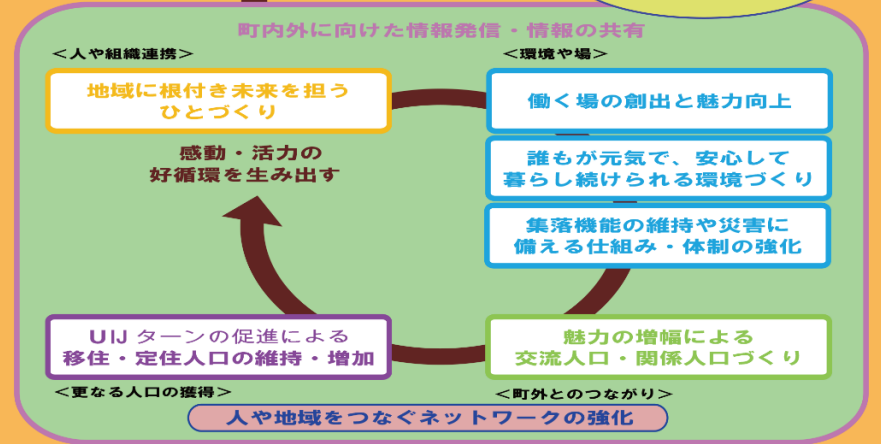 町内外に向けた情報発信・情報の共有
＜人や組織連携＞
地域に根付き未来を担う
ひとづくり
＜環境や場＞
働く場の創出と魅力向上
誰もが元気で、安心して
暮らし続けられる環境づくり
集落機能の維持や災害に
備える仕組み・体制の強化
感動・活力の
好循環を生み出す
UIJ ターンの促進による
移住・定住人口の維持・増加
＜更なる人口の獲得＞
魅力の増幅による
交流人口・関係人口づくり
＜町外とのつながり＞
人や地域をつなぐネットワークの強化